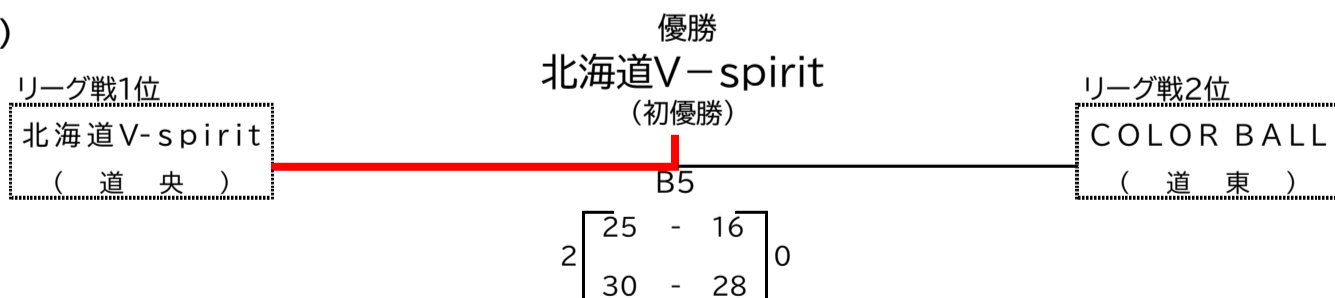 )
優勝
北海道V－spirit
（初優勝）
リーグ戦1位
北海道V-spirit
（ 道 央 ）
リーグ戦2位
COLOR BALL
（ 道 東 ）
B5
25 - 16
2 0
30 - 28